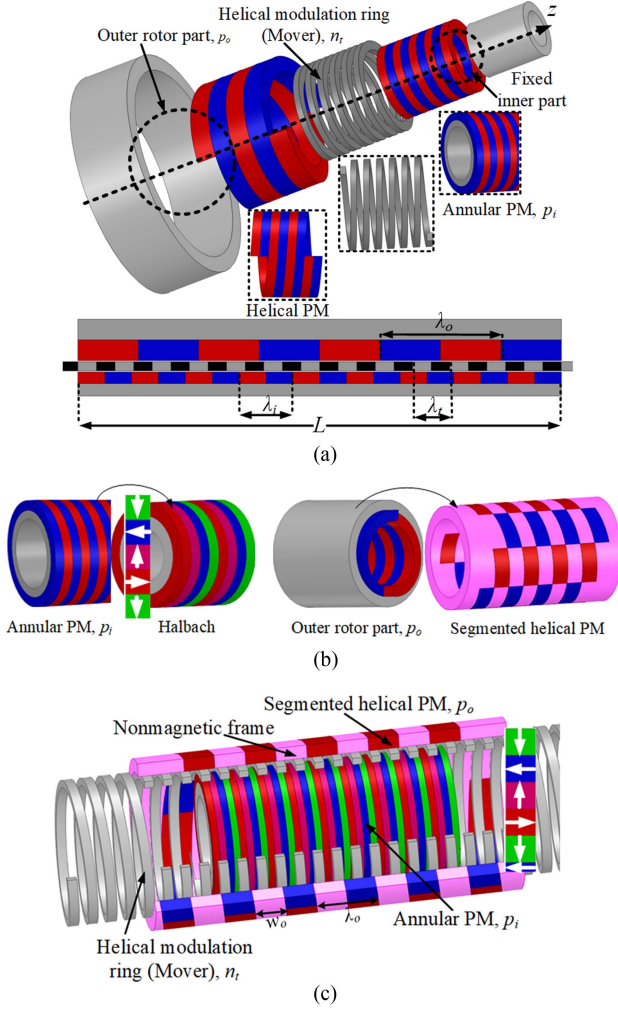 Outer rotor part, pₒ
Helical modulation ring
(Mover), nₜ
z
Fixed
inner part
Annular PM, pᵢ
Helical PM
λₒ
λᵢ
λₜ
L
(a)
Annular PM, pᵢ
Halbach
Outer rotor part, pₒ
Segmented helical PM
(b)
Segmented helical PM, pₒ
Nonmagnetic frame
wₒ
λₒ
Annular PM, pᵢ
Helical modulation
ring (Mover), nₜ
(c)